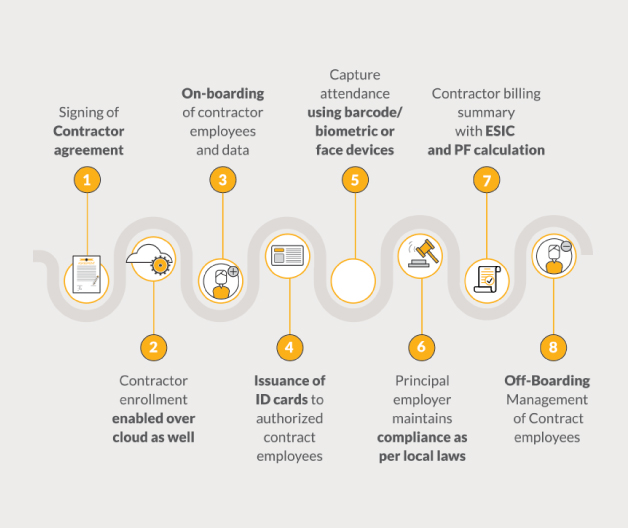 Signing of
Contractor
agreement
1
2
Contractor
enrollment
enabled over
cloud as well
On-boarding
of contractor
employees
and data
3
4
Issuance of
ID cards to
authorized
contract
employees
Capture
attendance
using barcode/
biometric or
face devices
5
6
Principal
employer
maintains
compliance as
per local laws
Contractor billing
summary
with ESIC
and PF calculation
7
8
Off-Boarding
Management
of Contract
employees